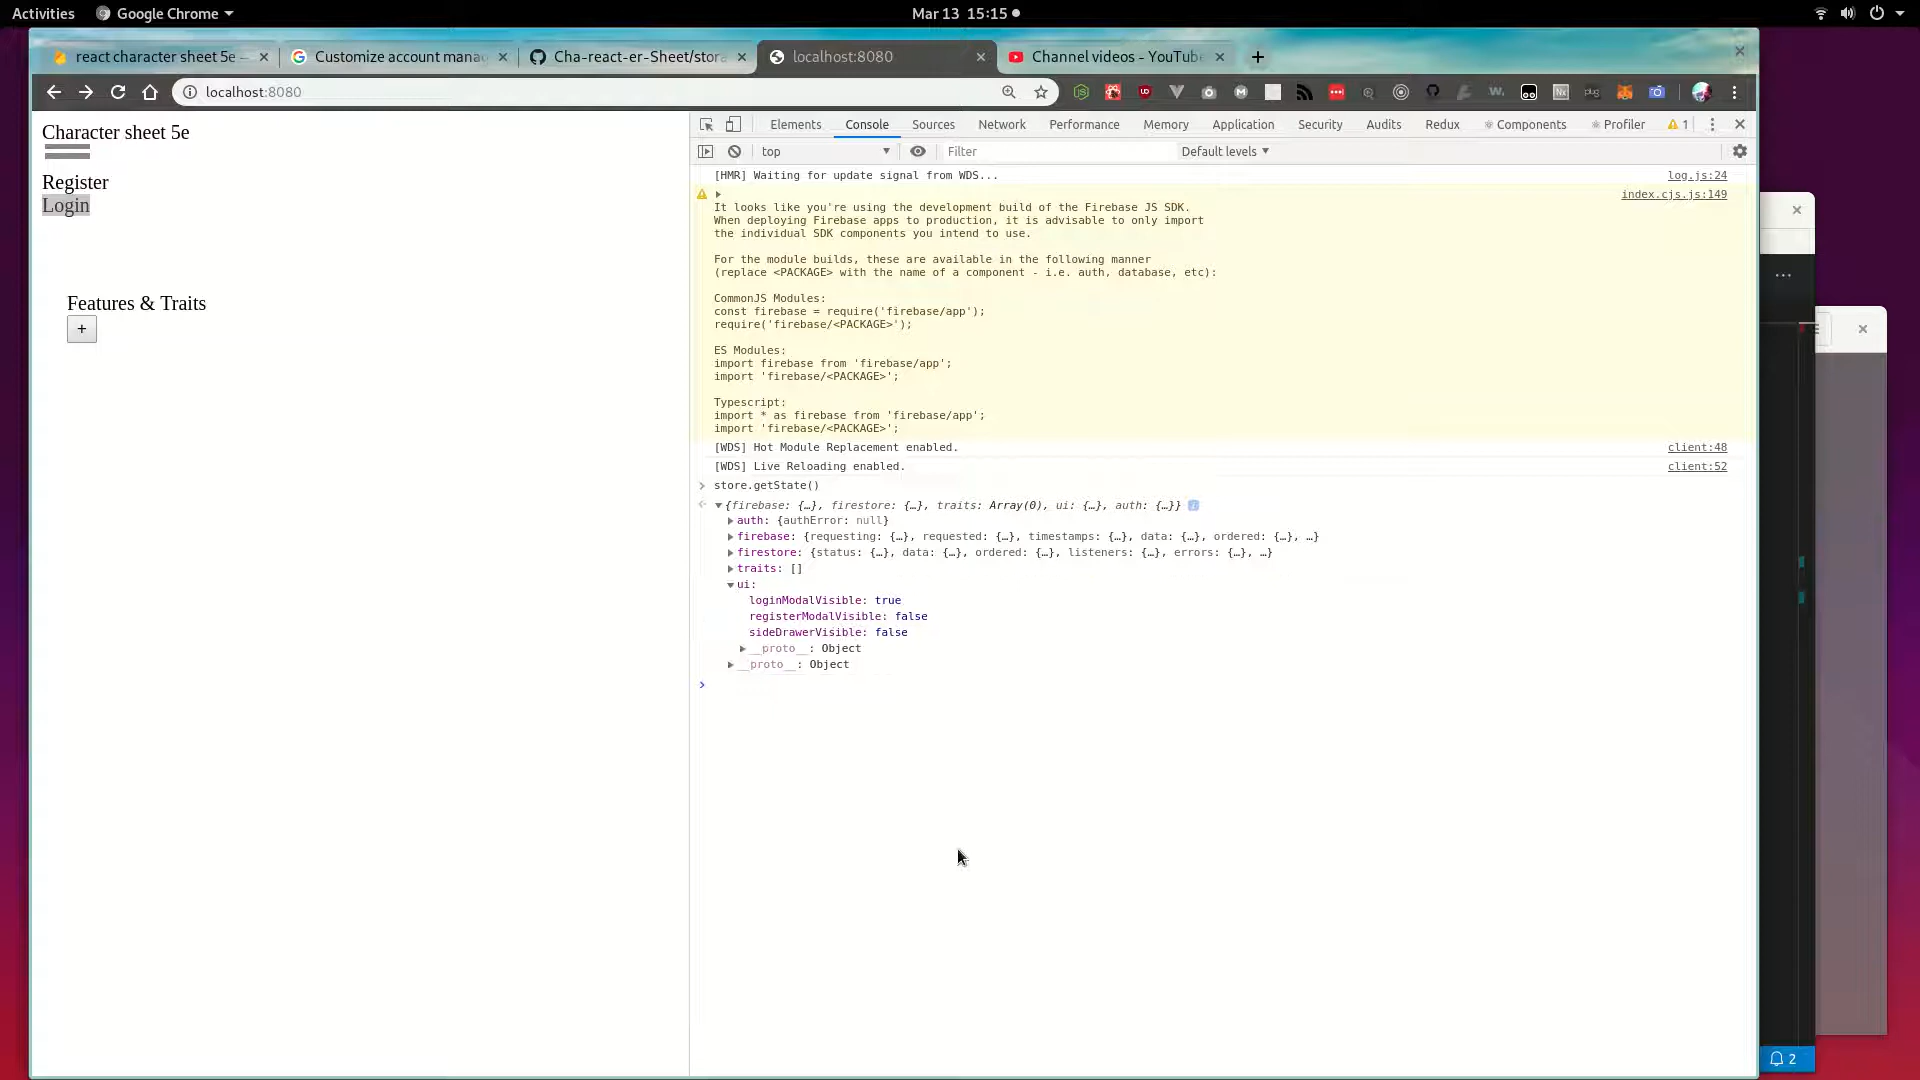 Activities
Google Chrome
Mar 13 15:15
react character sheet 5e –
Customize account mana
Cha-react-er-Sheet/stora
localhost:8080
Channel videos - YouTube
localhost:8080
Character sheet 5e
Register
Login
Features & Traits
+
Elements
Console
Sources
Network
Performance
Memory
Application
Security
Audits
Redux
Components
Profiler
1
top
Filter
Default levels
[HMR] Waiting for update signal from WDS...
log.js:24
index.cjs.js:149
It looks like you're using the development build of the Firebase JS SDK.
When deploying Firebase apps to production, it is advisable to only import
the individual SDK components you intend to use.
For the module builds, these are available in the following manner
(replace <PACKAGE> with the name of a component - i.e. auth, database, etc):
CommonJS Modules:
const firebase = require('firebase/app');
require('firebase/<PACKAGE>');
ES Modules:
import firebase from 'firebase/app';
import 'firebase/<PACKAGE>';
Typescript:
import * as firebase from 'firebase/app';
import 'firebase/<PACKAGE>';
[WDS] Hot Module Replacement enabled.
client:48
[WDS] Live Reloading enabled.
client:52
store.getState()
{firebase: {…}, firestore: {…}, traits: Array(0), ui: {…}, auth: {…}}
auth: {authError: null}
firebase: {requesting: {…}, requested: {…}, timestamps: {…}, data: {…}, ordered: {…}, …}
firestore: {status: {…}, data: {…}, ordered: {…}, listeners: {…}, errors: {…}, …}
traits: []
ui:
loginModalVisible: true
registerModalVisible: false
sideDrawerVisible: false
__proto__: Object
__proto__: Object
2